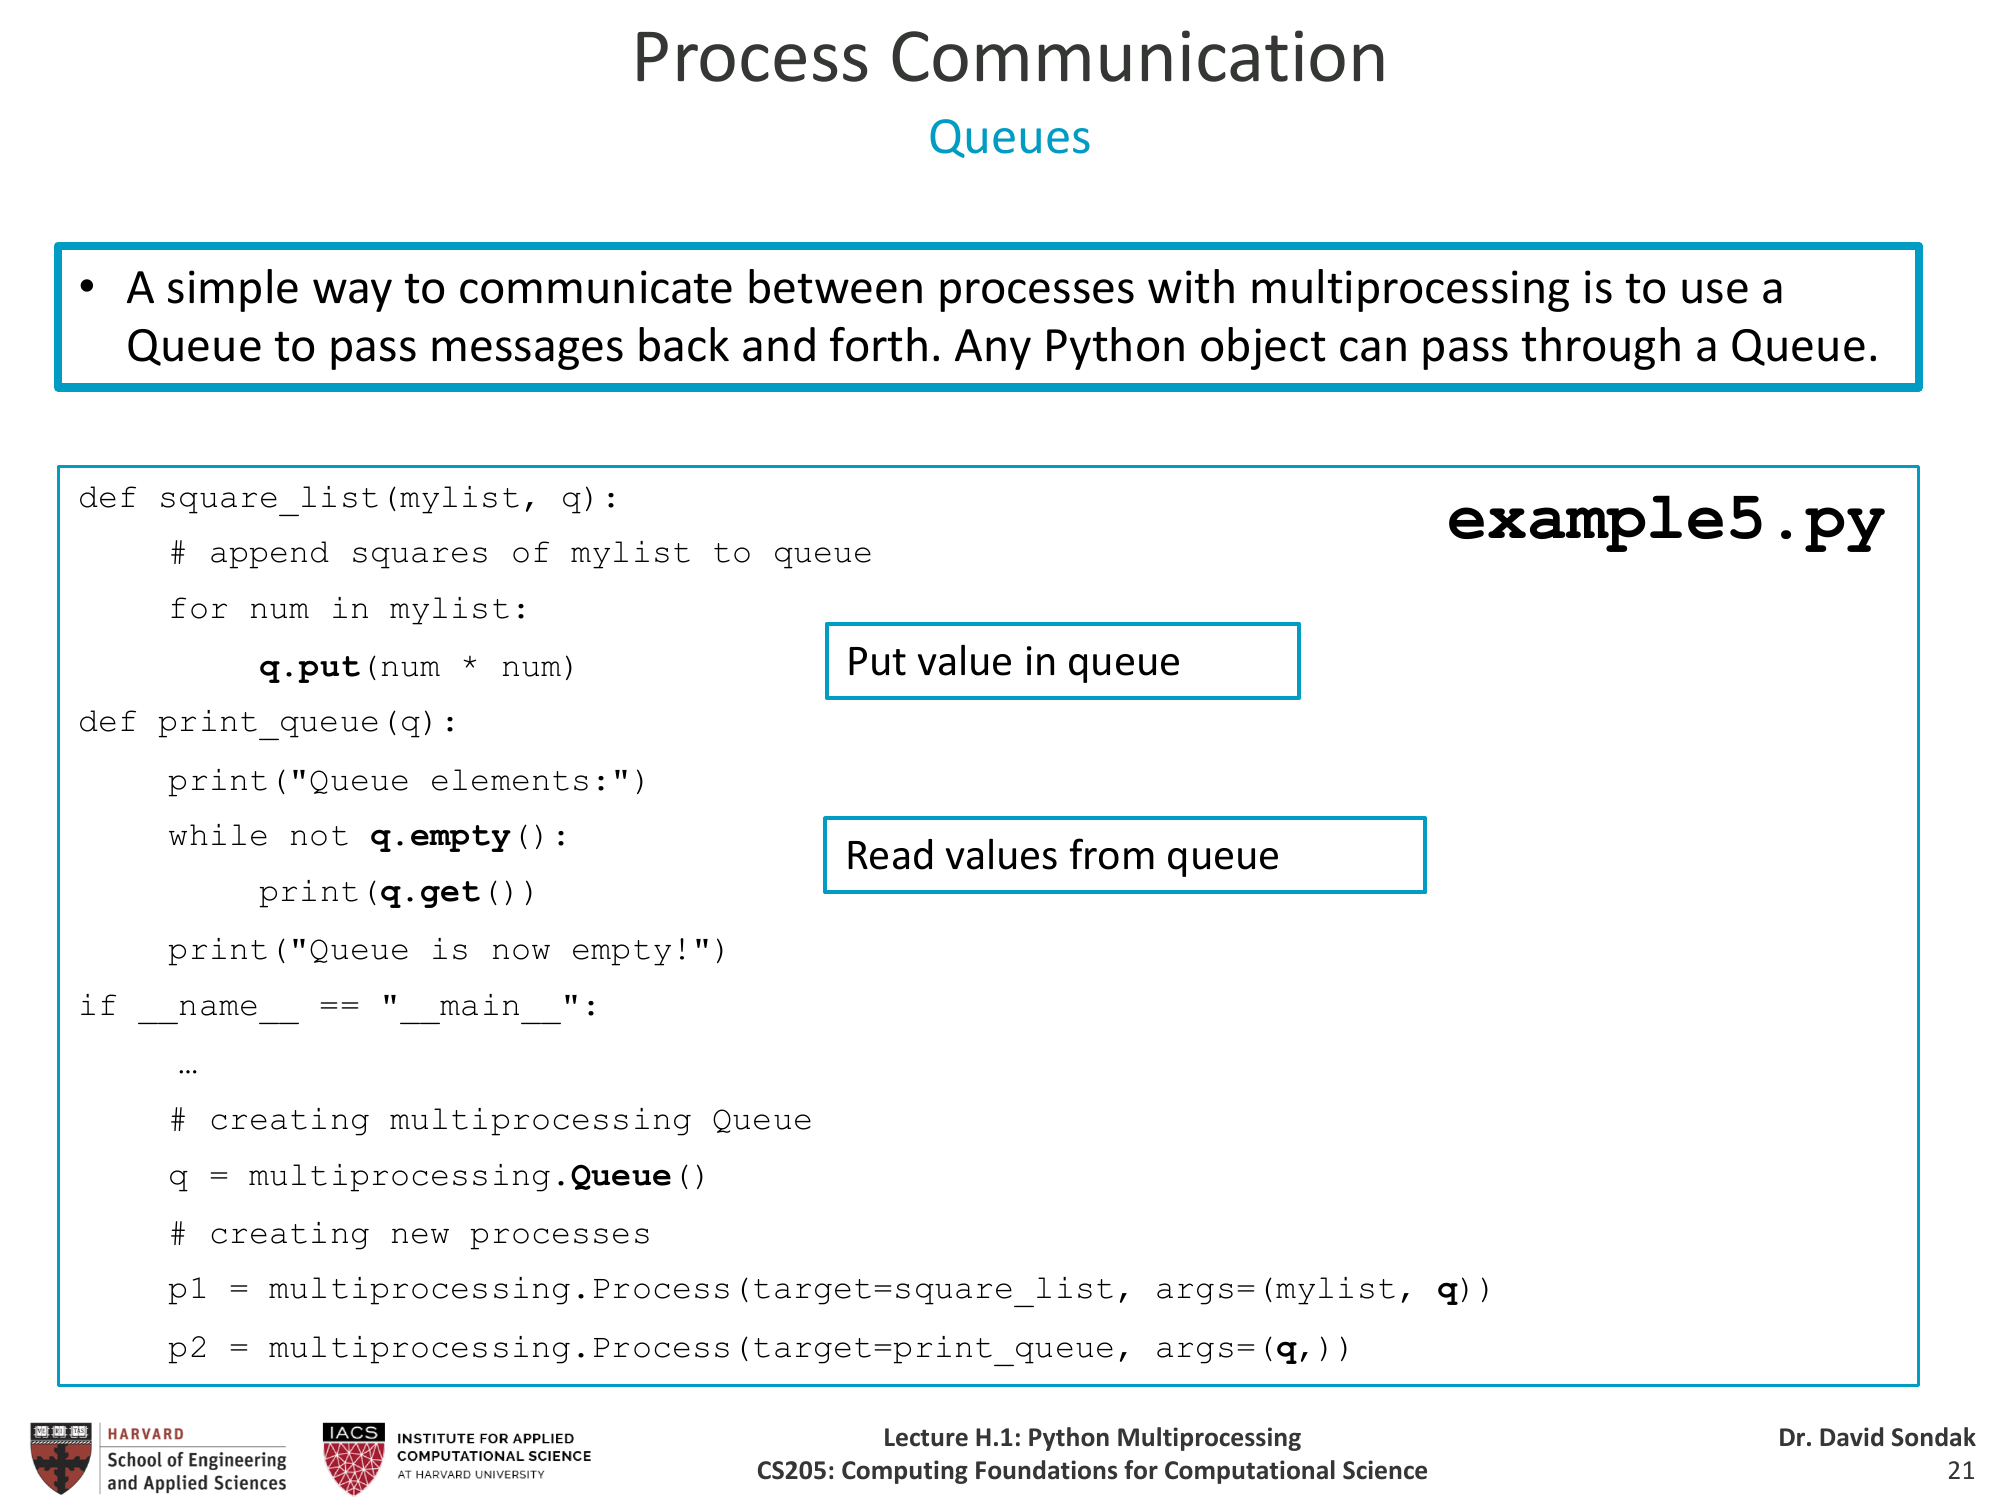 Process Communication
Queues
• A simple way to communicate between processes with multiprocessing is to use a
Queue to pass messages back and forth. Any Python object can pass through a Queue.
example5.py
def square_list(mylist, q):
# append squares of mylist to queue
for num in mylist:
q.put(num * num)
Put value in queue
def print_queue(q):
print("Queue elements:")
while not q.empty():
Read values from queue
print(q.get())
print("Queue is now empty!")
if __name__ == "__main__":
…
# creating multiprocessing Queue
q = multiprocessing.Queue()
# creating new processes
p1 = multiprocessing.Process(target=square_list, args=(mylist, q))
p2 = multiprocessing.Process(target=print_queue, args=(q,))
HARVARD
School of Engineering
and Applied Sciences
IACS
INSTITUTE FOR APPLIED
COMPUTATIONAL SCIENCE
AT HARVARD UNIVERSITY
Lecture H.1: Python Multiprocessing
CS205: Computing Foundations for Computational Science
Dr. David Sondak
21